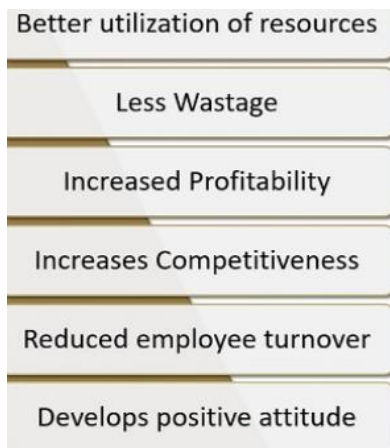 Better utilization of resources
Less Wastage
Increased Profitability
Increases Competitiveness
Reduced employee turnover
Develops positive attitude